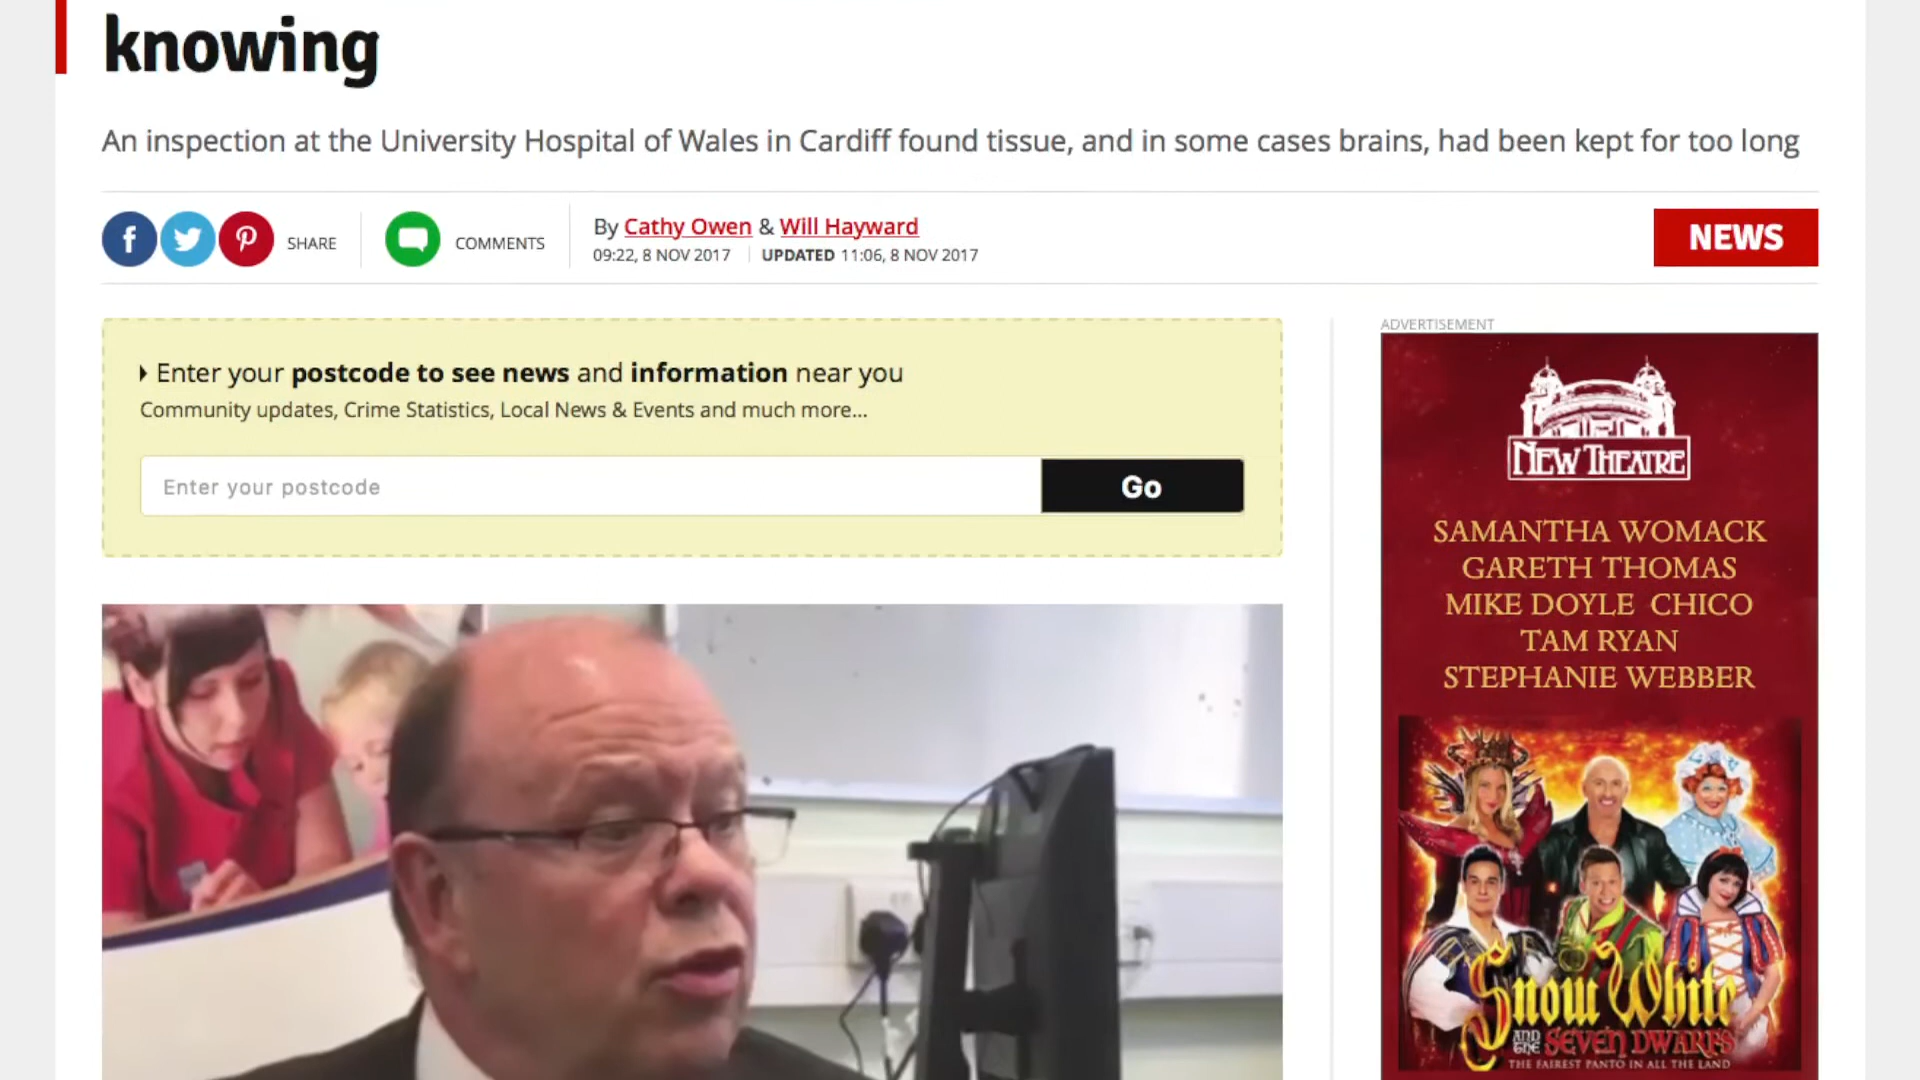 knowing
An inspection at the University Hospital of Wales in Cardiff found tissue, and in some cases brains, had been kept for too long
SHARE
COMMENTS
By Cathy Owen & Will Hayward
09:22, 8 NOV 2017 UPDATED 11:06, 8 NOV 2017
NEWS
Enter your postcode to see news and information near you
Community updates, Crime Statistics, Local News & Events and much more...
Enter your postcode
Go
ADVERTISEMENT
NEW THEATRE
SAMANTHA WOMACK
GARETH THOMAS
MIKE DOYLE CHICO
TAM RYAN
STEPHANIE WEBBER
Snow White
AND THE SEVEN DWARFS
THE FAIREST PANTO IN ALL THE LAND